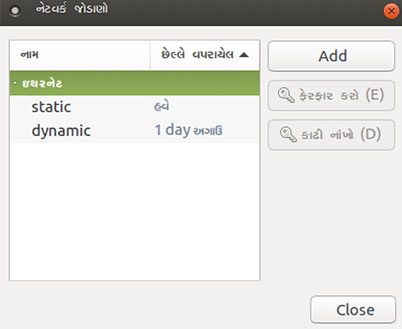 નેટવર્ક જોડાણો
નામ છેલ્લે વપરાયેલ
ઇથરનેટ
static હવે
dynamic 1 day અગાઉ
Add
ફેરફાર કરો (E)
કાઢી નાંખો (D)
Close